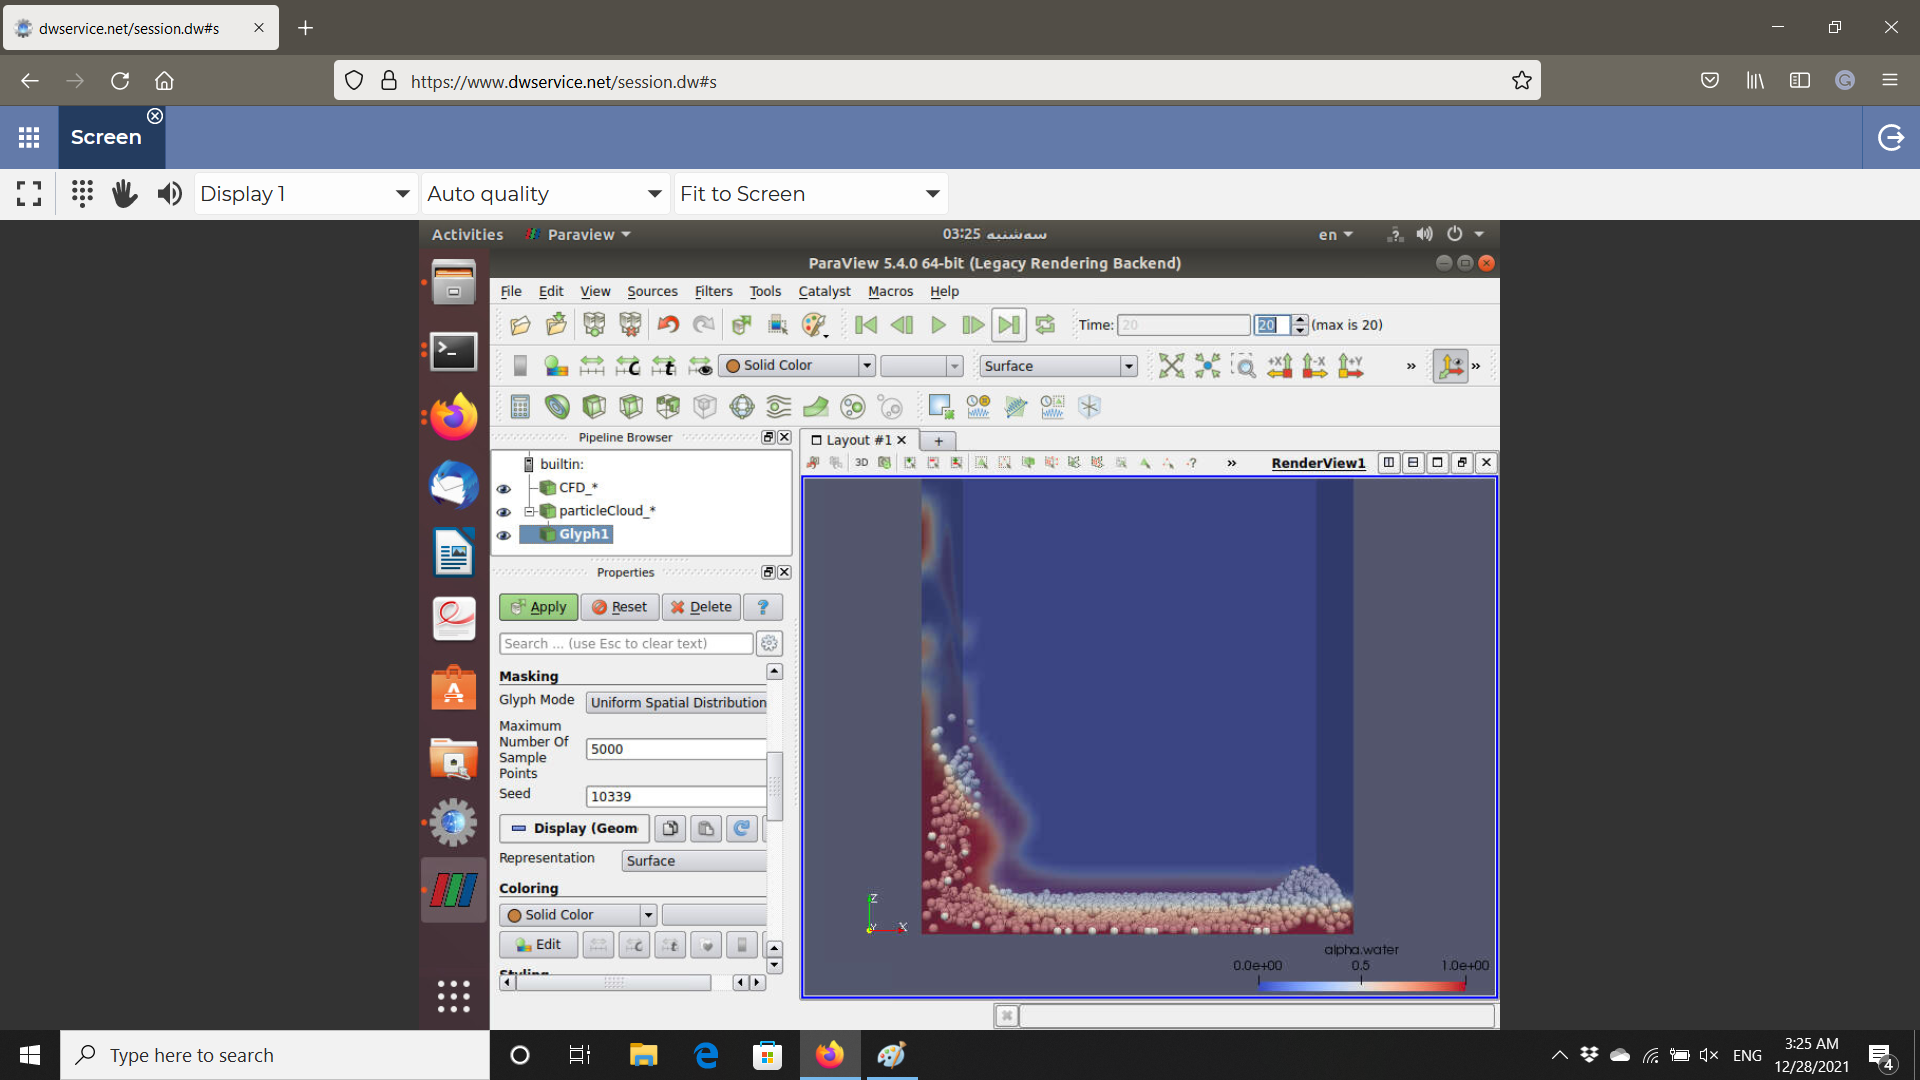 dwservice.net/session.dw#s
https://www.dwservice.net/session.dw#s
Screen
Display 1
Auto quality
Fit to Screen
Activities
Paraview
03:25 سه‌شنبه
en
ParaView 5.4.0 64-bit (Legacy Rendering Backend)
File Edit View Sources Filters Tools Catalyst Macros Help
Time: 20 20 (max is 20)
Solid Color
Surface
+X -X +Y
Pipeline Browser
Layout #1
3D
RenderView1
builtin:
CFD_*
particleCloud_*
Glyph1
Properties
Apply Reset Delete ?
Search ... (use Esc to clear text)
Masking
Glyph Mode Uniform Spatial Distribution
Maximum
Number Of
Sample
Points
5000
Seed 10339
Display (Geom
Representation Surface
Coloring
Solid Color
Edit
Z
Y X
alpha.water
0.0e+00 0.5 1.0e+00
Type here to search
ENG
3:25 AM
12/28/2021
4